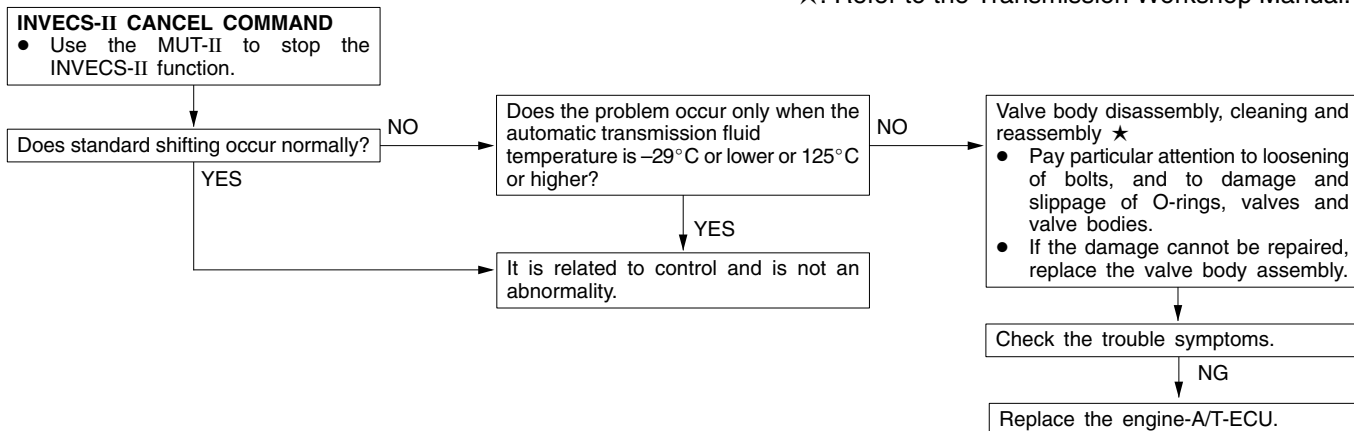 ★: Refer to the Transmission Workshop Manual.
INVECS-II CANCEL COMMAND
● Use the MUT-II to stop the
INVECS-II function.
Does standard shifting occur normally?
NO
YES
Does the problem occur only when the
automatic transmission fluid
temperature is –29°C or lower or 125°C
or higher?
NO
YES
It is related to control and is not an
abnormality.
Valve body disassembly, cleaning and
reassembly ★
● Pay particular attention to loosening
of bolts, and to damage and
slippage of O-rings, valves and
valve bodies.
● If the damage cannot be repaired,
replace the valve body assembly.
Check the trouble symptoms.
NG
Replace the engine-A/T-ECU.